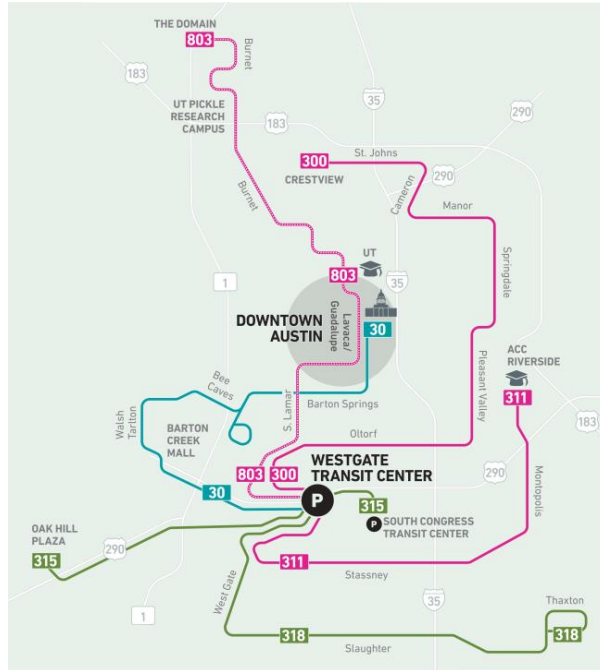 THE DOMAIN
803
Burnet
183
35
UT PICKLE
RESEARCH
CAMPUS
183
290
St. Johns
300
CRESTVIEW
290
Cameron
Burnet
Manor
Springdale
UT
803
35
1
Lavaca/
Guadalupe
DOWNTOWN
AUSTIN
30
ACC
RIVERSIDE
Pleasant Valley
Bee
Caves
311
S. Lamar
Barton Springs
183
Walsh
Tarlton
BARTON
CREEK
MALL
Oltorf
WESTGATE
TRANSIT CENTER
803
300
290
Montopolis
30
P
315
P
SOUTH CONGRESS
TRANSIT CENTER
OAK HILL
PLAZA
290
315
311
Stassney
West Gate
35
1
Thaxton
318
318
Slaughter